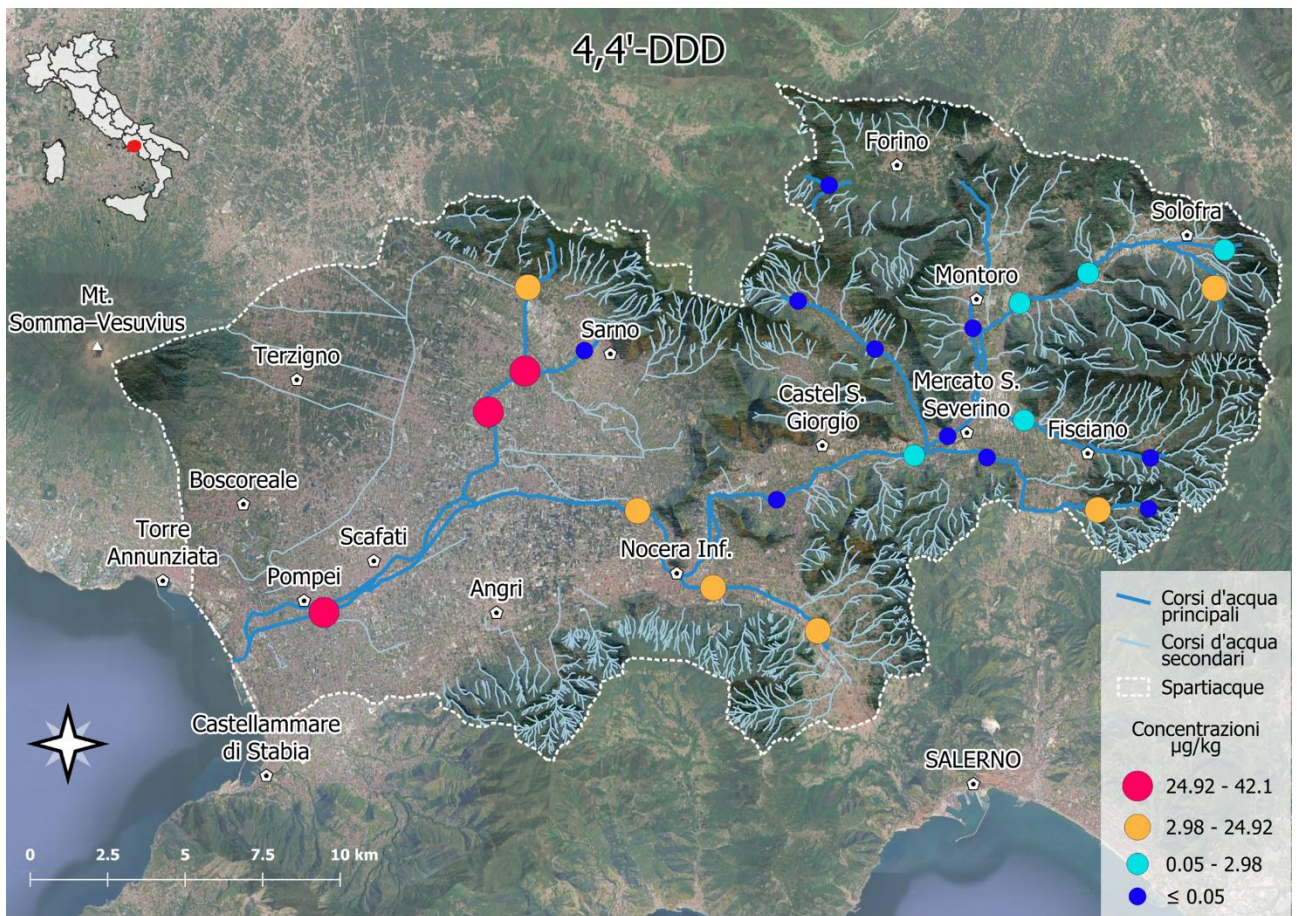 4,4'-DDD
Forino
Solofra
Montoro
Mt.
Somma–Vesuvius
Sarno
Terzigno
Castel S.
Giorgio
Mercato S.
Severino
Fisciano
Boscoreale
Torre
Annunziata
Scafati
Nocera Inf.
Pompei
Angri
Castellammare
di Stabia
SALERNO
Corsi d'acqua
principali
Corsi d'acqua
secondari
Spartiacque
Concentrazioni
µg/kg
24.92 - 42.1
2.98 - 24.92
0.05 - 2.98
≤ 0.05
0 2.5 5 7.5 10 km